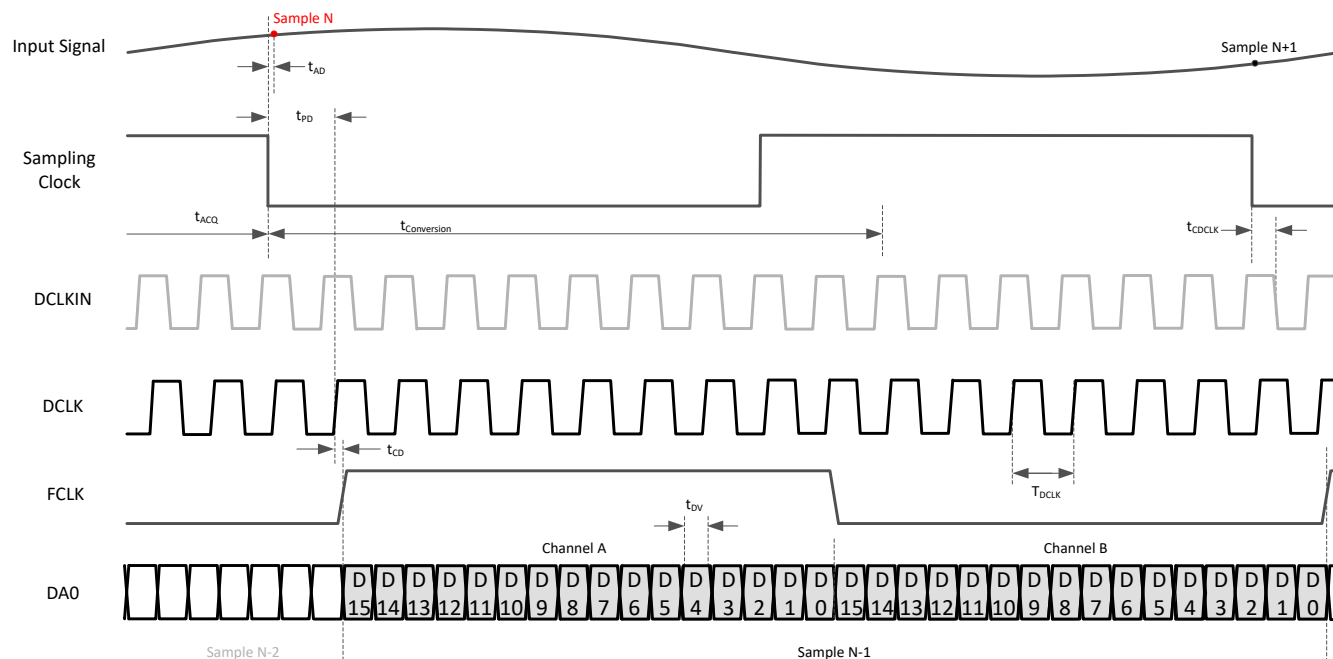 Sample N
Input Signal
Sample N+1
tAD
tPD
Sampling
Clock
tACQ
tConversion
tCDCLK
DCLKIN
DCLK
tCD
FCLK
TDCLK
tDV
Channel A
Channel B
DA0
D D D D D D D D D D D D D D D D D D D D D D D D D D D D D D D D
15 14 13 12 11 10 9 8 7 6 5 4 3 2 1 0 15 14 13 12 11 10 9 8 7 6 5 4 3 2 1 0
Sample N-2
Sample N-1